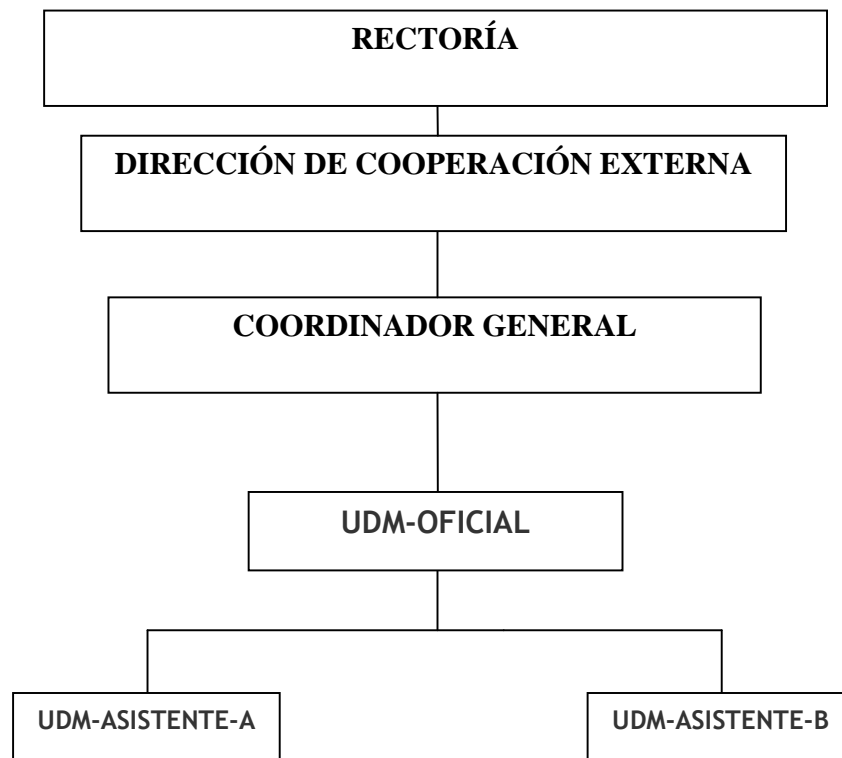 RECTORÍA
DIRECCIÓN DE COOPERACIÓN EXTERNA
COORDINADOR GENERAL
UDM-OFICIAL
UDM-ASISTENTE-A
UDM-ASISTENTE-B